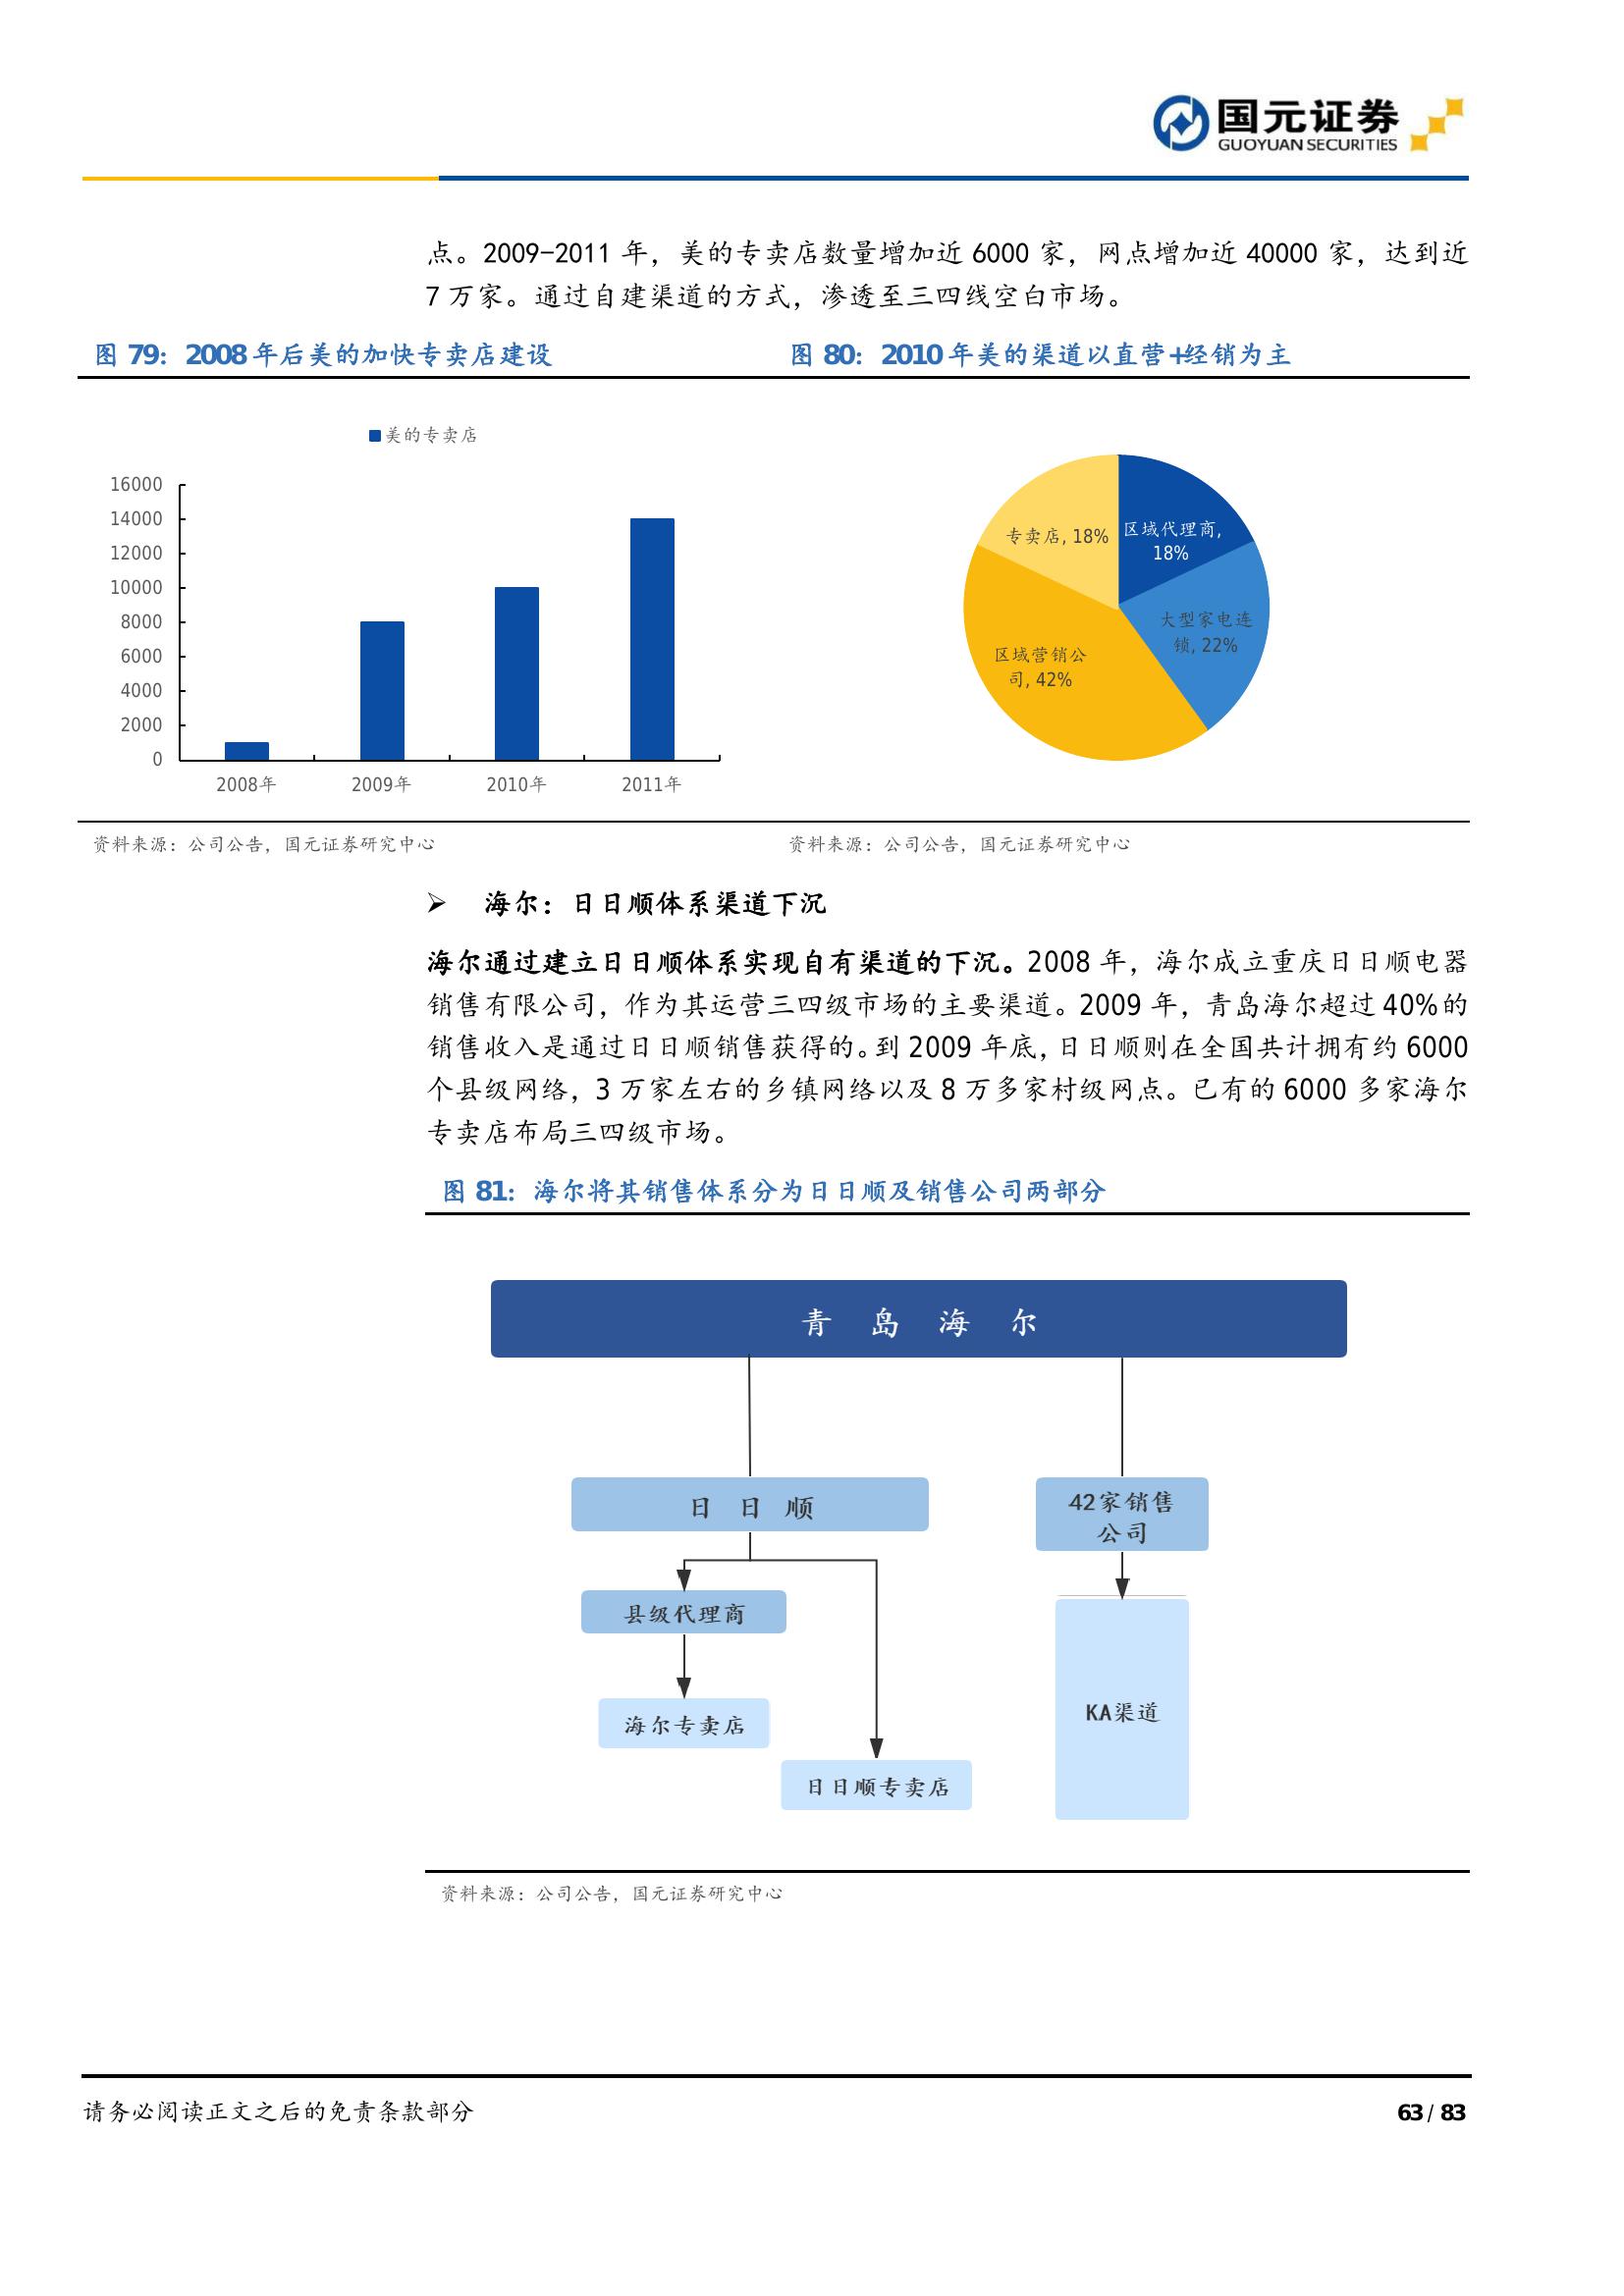 国元证券
GUOYUAN SECURITIES
点。2009-2011 年，美的专卖店数量增加近 6000 家，网点增加近 40000 家，达到近
7 万家。通过自建渠道的方式，渗透至三四线空白市场。
图 79：2008 年后美的加快专卖店建设
图 80：2010 年美的渠道以直营+经销为主
美的专卖店
16000
14000
12000
10000
8000
6000
4000
2000
0
2008年
2009年
2010年
2011年
专卖店, 18%
区域代理商,
18%
大型家电连
锁, 22%
区域营销公
司, 42%
资料来源：公司公告，国元证券研究中心
资料来源：公司公告，国元证券研究中心
➢ 海尔：日日顺体系渠道下沉
海尔通过建立日日顺体系实现自有渠道的下沉。2008 年，海尔成立重庆日日顺电器
销售有限公司，作为其运营三四级市场的主要渠道。2009 年，青岛海尔超过 40%的
销售收入是通过日日顺销售获得的。到 2009 年底，日日顺则在全国共计拥有约 6000
个县级网络，3 万家左右的乡镇网络以及 8 万多家村级网点。已有的 6000 多家海尔
专卖店布局三四级市场。
图 81：海尔将其销售体系分为日日顺及销售公司两部分
青 岛 海 尔
日 日 顺
42家销售
公司
县级代理商
海尔专卖店
日日顺专卖店
KA渠道
资料来源：公司公告，国元证券研究中心
请务必阅读正文之后的免责条款部分
63 / 83